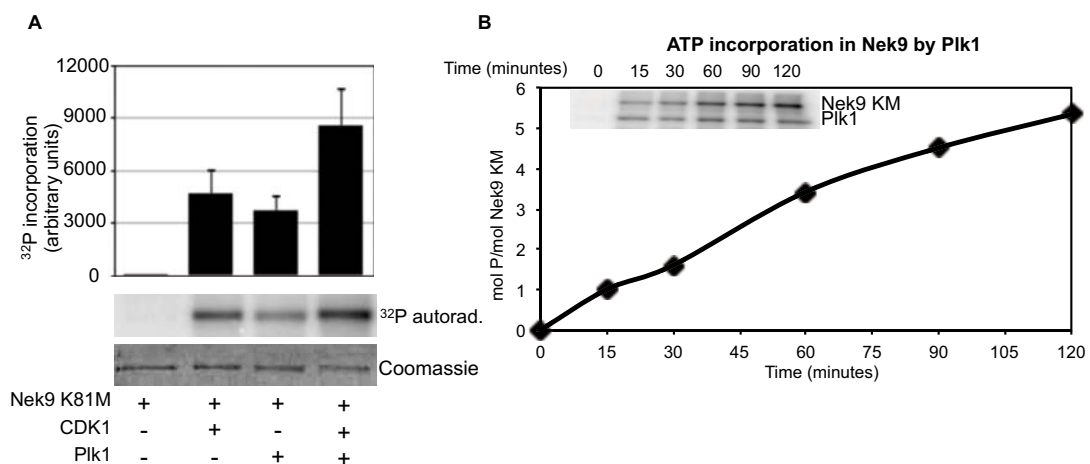 A
12000
9000
6000
3000
0
³²P incorporation
(arbitrary units)
³²P autorad.
Coomassie
Nek9 K81M + + + +
CDK1 - + - +
Plk1 - - + +
B
ATP incorporation in Nek9 by Plk1
Time (minuntes) 0 15 30 60 90 120
Nek9 KM
Plk1
6
5
4
3
2
1
0
mol P/mol Nek9 KM
0 15 30 45 60 75 90 105 120
Time (minutes)